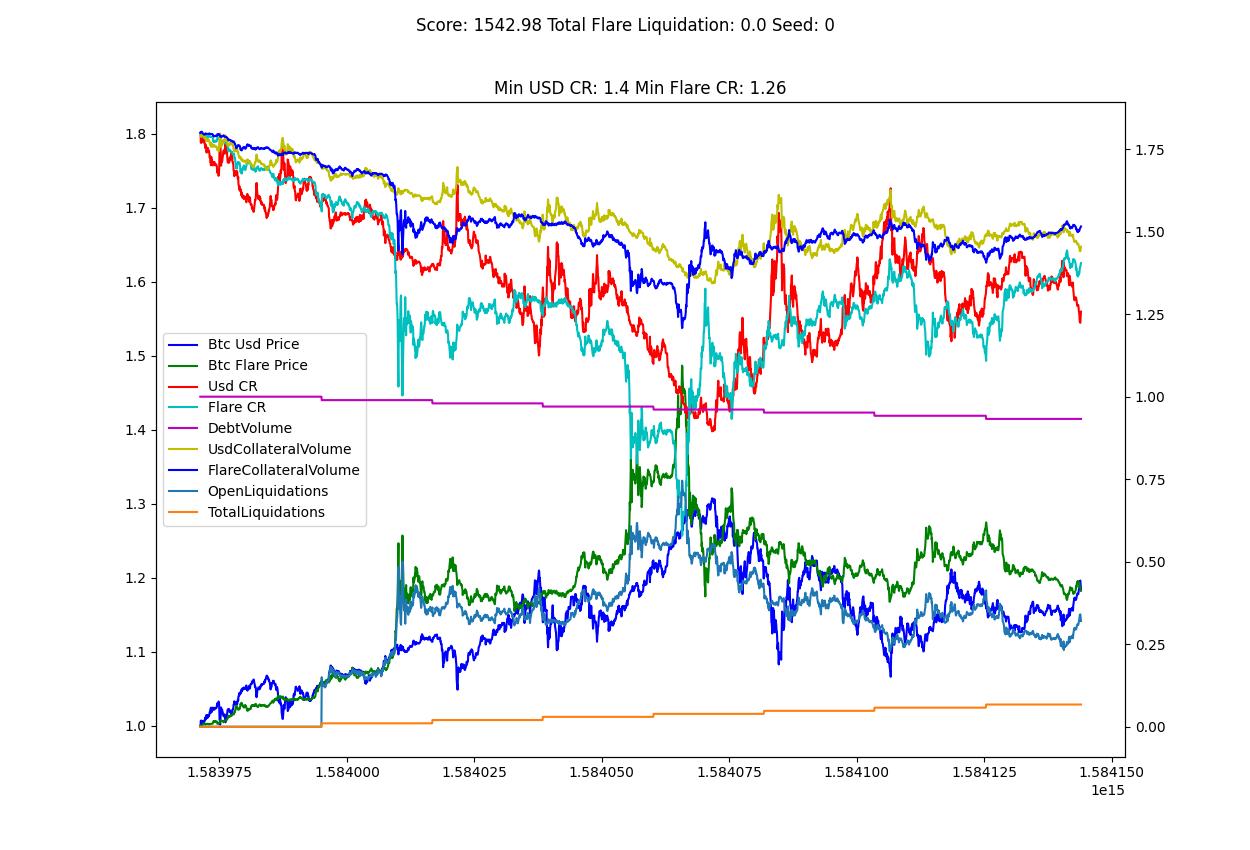 Score: 1542.98 Total Flare Liquidation: 0.0 Seed: 0
Min USD CR: 1.4 Min Flare CR: 1.26
1.8
1.7
1.6
1.5
1.4
1.3
1.2
1.1
1.0
Btc Usd Price
Btc Flare Price
Usd CR
Flare CR
DebtVolume
UsdCollateralVolume
FlareCollateralVolume
OpenLiquidations
TotalLiquidations
1.75
1.50
1.25
1.00
0.75
0.50
0.25
0.00
1.583975 1.584000 1.584025 1.584050 1.584075 1.584100 1.584125 1.584150
1e15